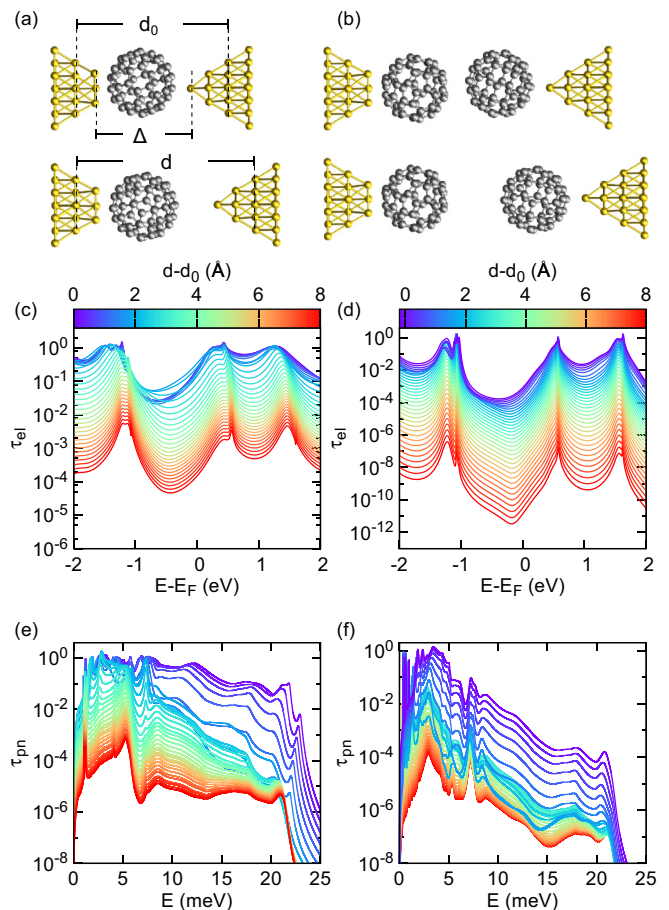 (a)
d₀
Δ
d
(b)
d-d₀ (Å)
0 2 4 6 8
d-d₀ (Å)
0 2 4 6 8
(c)
τel
10⁰
10⁻¹
10⁻²
10⁻³
10⁻⁴
10⁻⁵
10⁻⁶
-2 -1 0 1 2
E-E_F (eV)
(d)
τel
10⁰
10⁻²
10⁻⁴
10⁻⁶
10⁻⁸
10⁻¹⁰
10⁻¹²
-2 -1 0 1 2
E-E_F (eV)
(e)
τpn
10⁰
10⁻²
10⁻⁴
10⁻⁶
10⁻⁸
0 5 10 15 20 25
E (meV)
(f)
τpn
10⁰
10⁻²
10⁻⁴
10⁻⁶
10⁻⁸
0 5 10 15 20 25
E (meV)